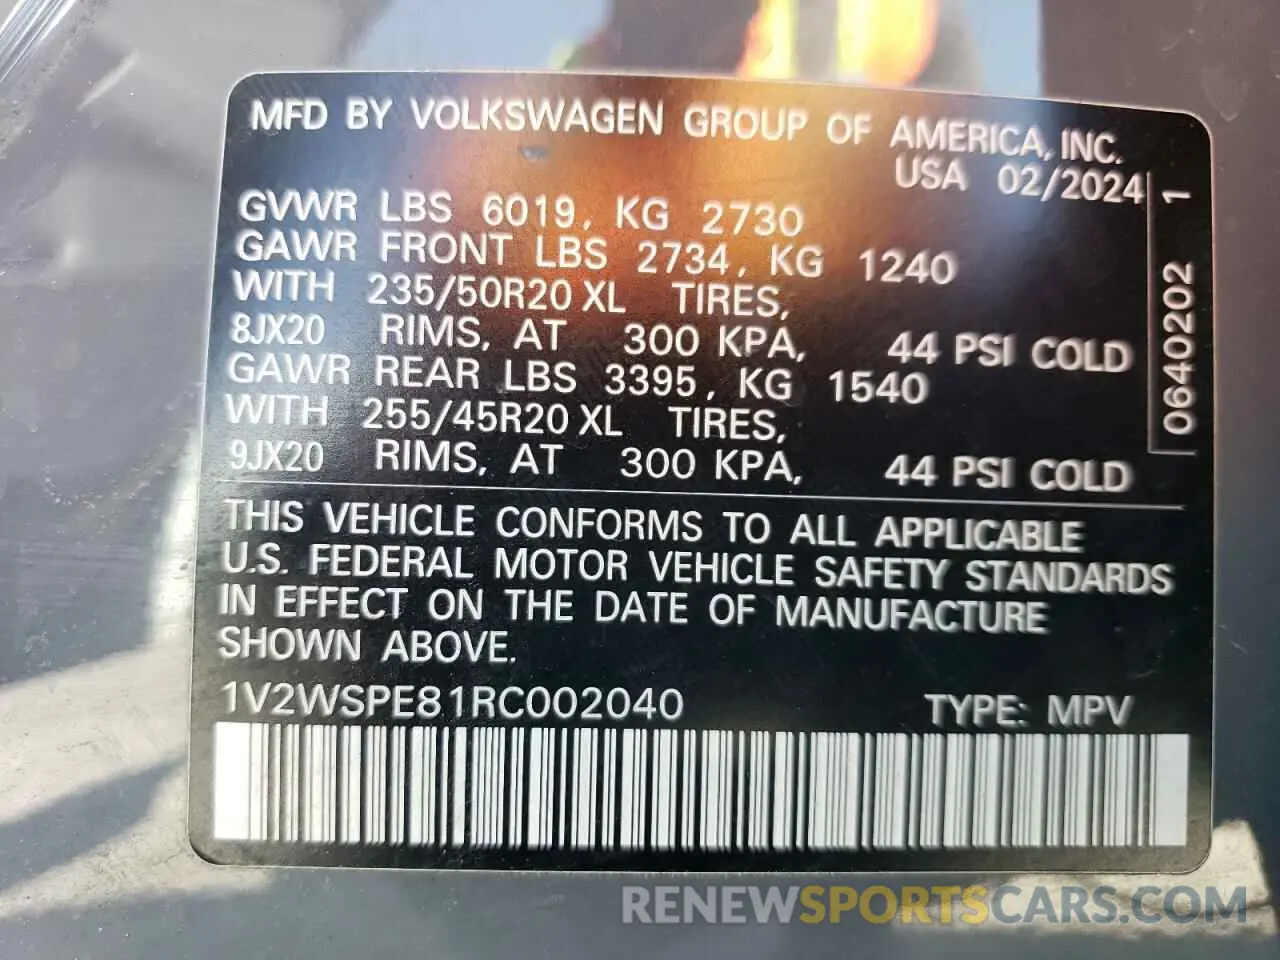 MFD BY VOLKSWAGEN GROUP OF AMERICA, INC.
USA 02/2024
GVWR LBS 6019, KG 2730
GAWR FRONT LBS 2734, KG 1240
WITH 235/50R20 XL TIRES,
8JX20 RIMS, AT 300 KPA, 44 PSI COLD
GAWR REAR LBS 3395, KG 1540
WITH 255/45R20 XL TIRES,
9JX20 RIMS, AT 300 KPA, 44 PSI COLD
0640202 1
THIS VEHICLE CONFORMS TO ALL APPLICABLE
U.S. FEDERAL MOTOR VEHICLE SAFETY STANDARDS
IN EFFECT ON THE DATE OF MANUFACTURE
SHOWN ABOVE.
1V2WSPE81RC002040 TYPE: MPV
RENEWSPORTSCARS.COM